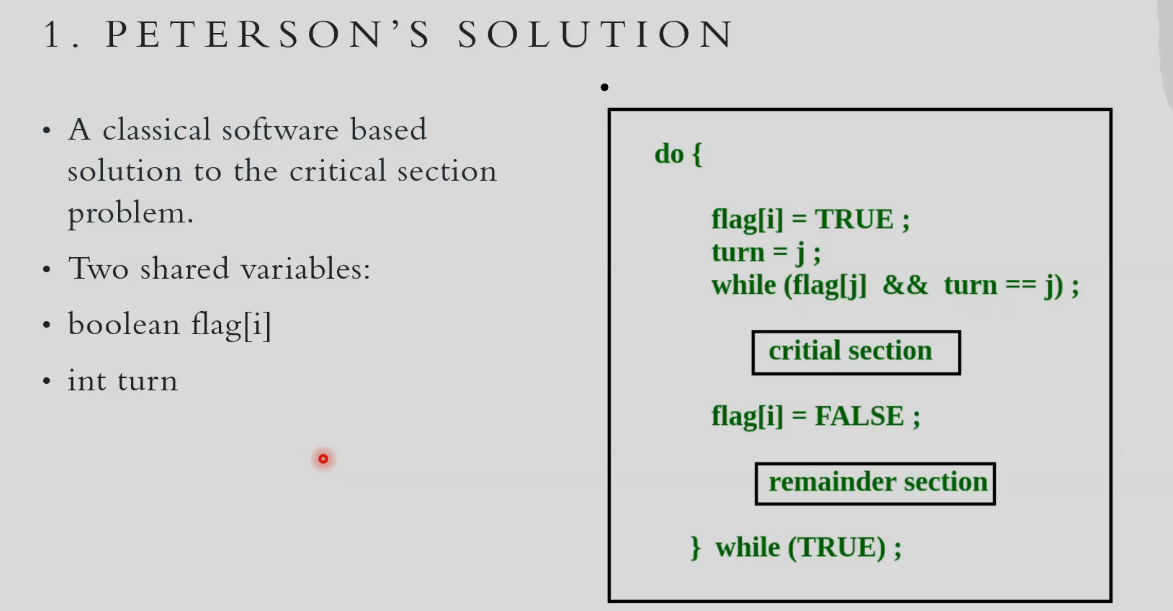 1. PETERSON'S SOLUTION
• A classical software based
solution to the critical section
problem.
• Two shared variables:
• boolean flag[i]
• int turn
•
do {
flag[i] = TRUE ;
turn = j ;
while (flag[j] && turn == j) ;
critial section
flag[i] = FALSE ;
remainder section
} while (TRUE) ;